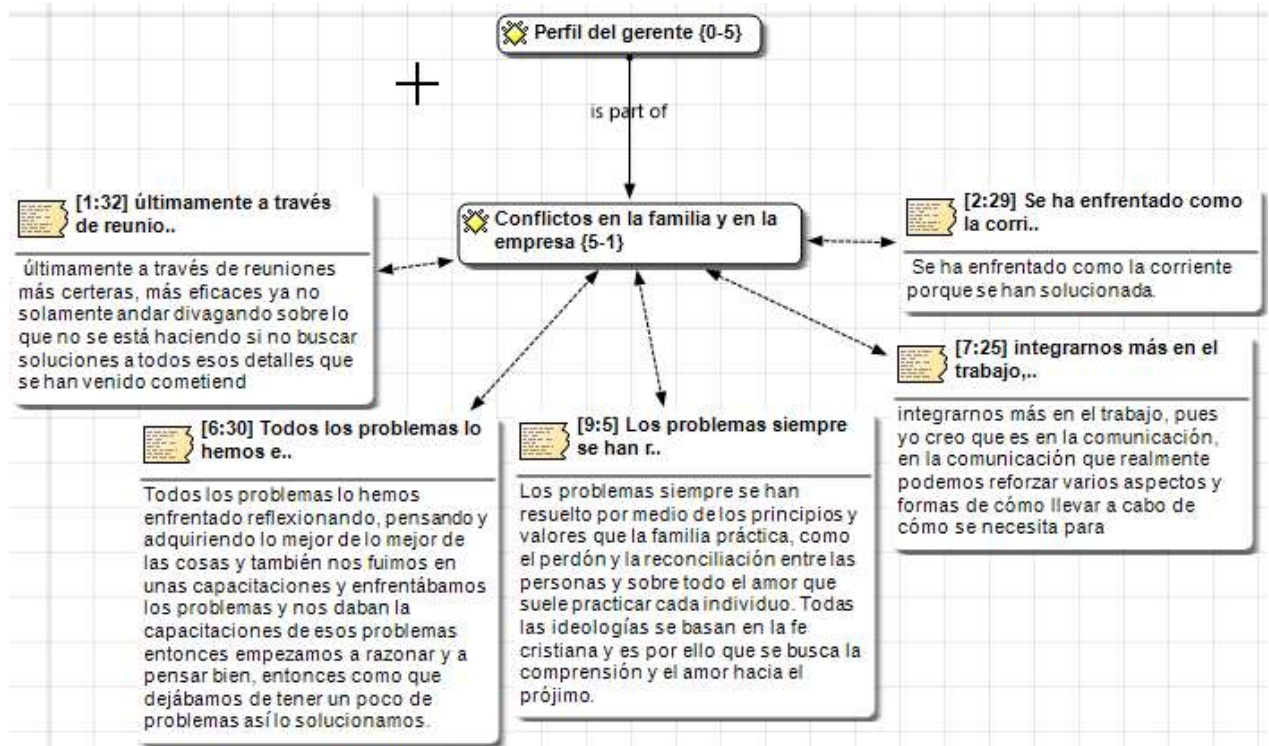 Perfil del gerente {0-5}
is part of
[1:32] últimamente a través
de reunio..
últimamente a través de reuniones
más certeras, más eficaces ya no
solamente andar divagando sobre lo
que no se está haciendo si no buscar
soluciones a todos esos detalles que
se han venido cometiend
Conflictos en la familia y en la
empresa {5-1}
[2:29] Se ha enfrentado como
la corri..
Se ha enfrentado como la corriente
porque se han solucionada.
[7:25] integrarnos más en el
trabajo,..
integrarnos más en el trabajo, pues
yo creo que es en la comunicación,
en la comunicación que realmente
podemos reforzar varios aspectos y
formas de cómo llevar a cabo de
cómo se necesita para
[6:30] Todos los problemas lo
hemos e..
Todos los problemas lo hemos
enfrentado reflexionando, pensando y
adquiriendo lo mejor de lo mejor de
las cosas y también nos fuimos en
unas capacitaciones y enfrentábamos
los problemas y nos daban la
capacitaciones de esos problemas
entonces empezamos a razonar y a
pensar bien, entonces como que
dejábamos de tener un poco de
problemas así lo solucionamos.
[9:5] Los problemas siempre
se han r..
Los problemas siempre se han
resuelto por medio de los principios y
valores que la familia práctica, como
el perdón y la reconciliación entre las
personas y sobre todo el amor que
suele practicar cada individuo. Todas
las ideologías se basan en la fe
cristiana y es por ello que se busca la
comprensión y el amor hacia el
prójimo.